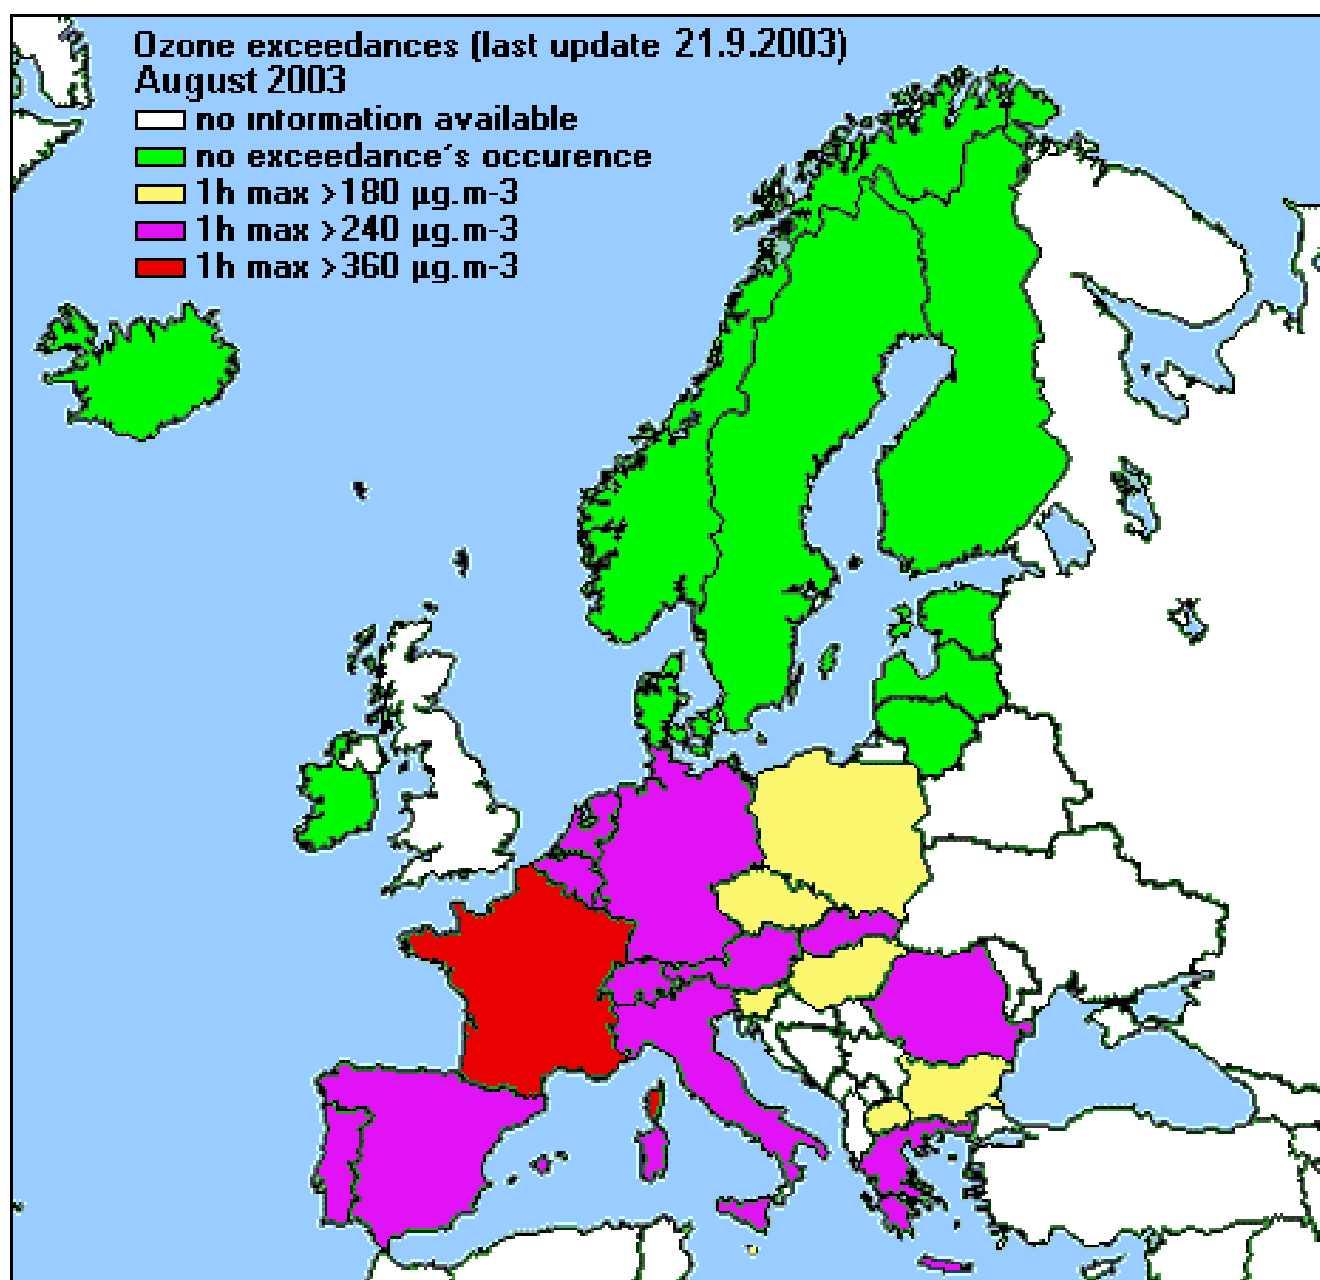 Ozone exceedances (last update 21.9.2003)
August 2003
no information available
no exceedance's occurence
1h max >180 µg.m-3
1h max >240 µg.m-3
1h max >360 µg.m-3